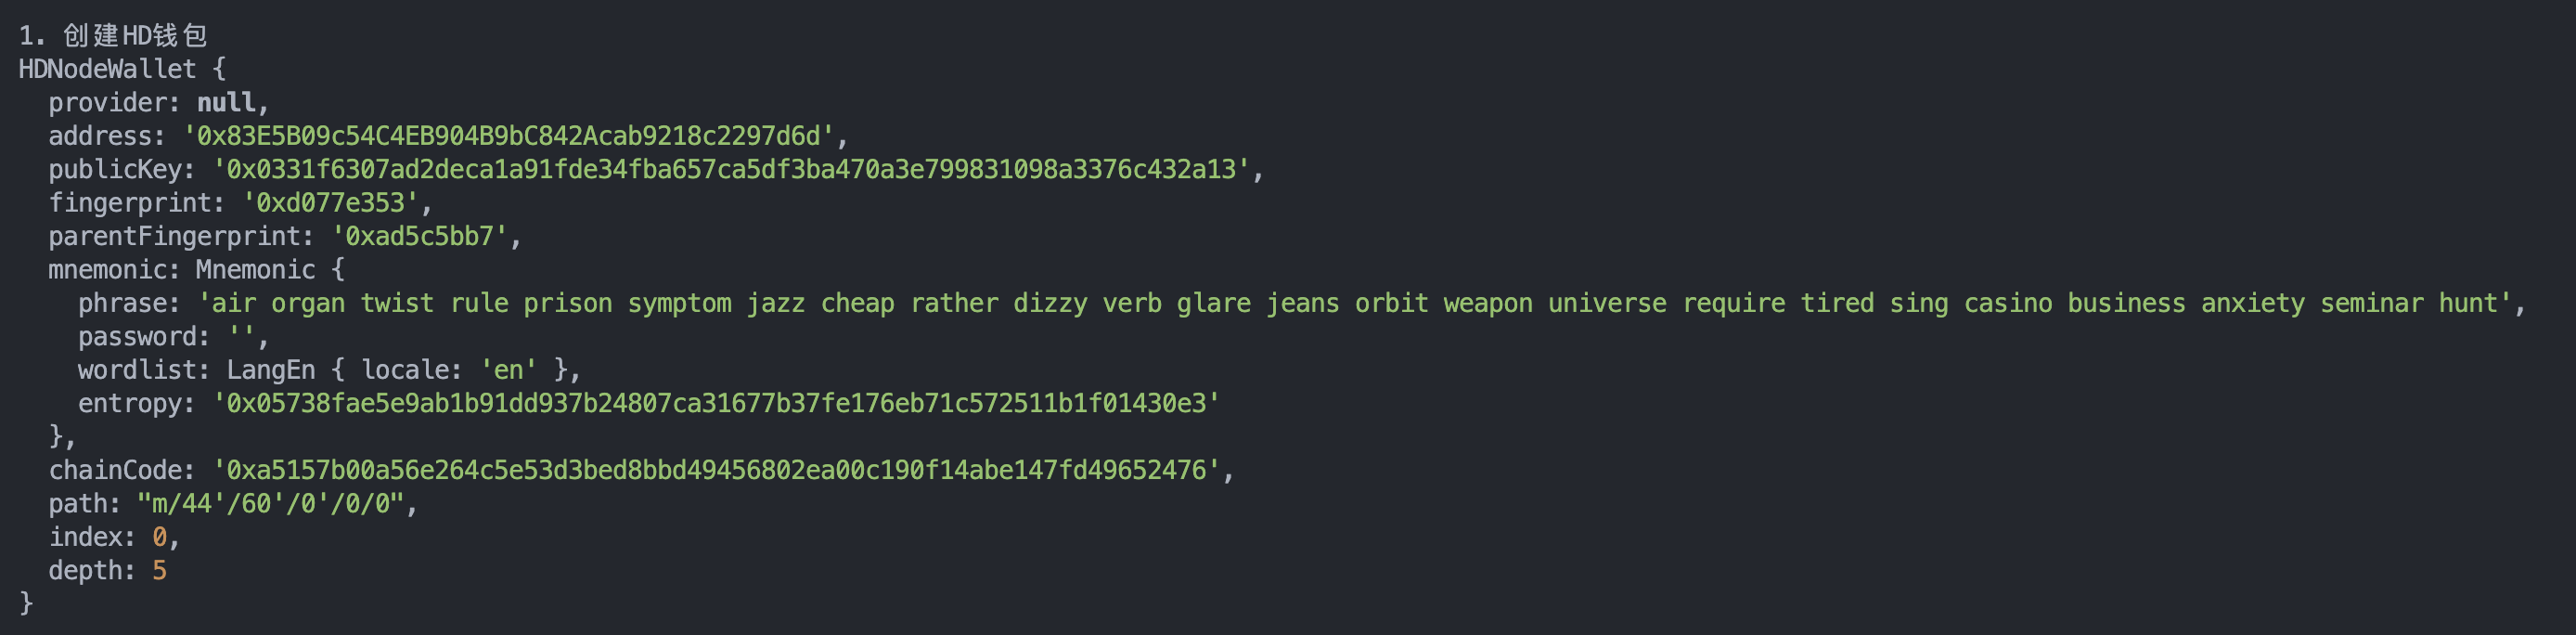 1. 创建HD钱包
HDNodeWallet {
  provider: null,
  address: '0x83E5B09c54C4EB904B9bC842Acab9218c2297d6d',
  publicKey: '0x0331f6307ad2deca1a91fde34fba657ca5df3ba470a3e799831098a3376c432a13',
  fingerprint: '0xd077e353',
  parentFingerprint: '0xad5c5bb7',
  mnemonic: Mnemonic {
    phrase: 'air organ twist rule prison symptom jazz cheap rather dizzy verb glare jeans orbit weapon universe require tired sing casino business anxiety seminar hunt',
    password: '',
    wordlist: LangEn { locale: 'en' },
    entropy: '0x05738fae5e9ab1b91dd937b24807ca31677b37fe176eb71c572511b1f01430e3'
  },
  chainCode: '0xa5157b00a56e264c5e53d3bed8bbd49456802ea00c190f14abe147fd49652476',
  path: "m/44'/60'/0'/0/0",
  index: 0,
  depth: 5
}